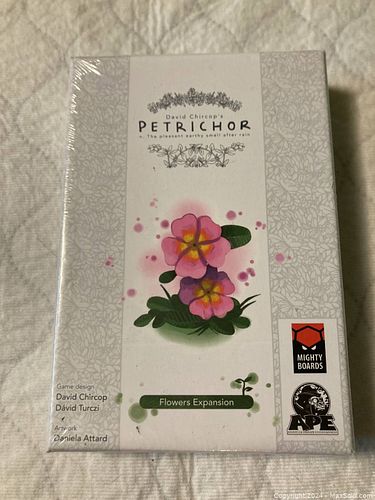 David Chircop's
PETRICHOR
n. The pleasant earthy smell after rain
Game design
David Chircop
Dávid Turczi
Artwork
Daniela Attard
Flowers Expansion
MIGHTY
BOARDS
APE
Copyright 2024 - MaxSold.com